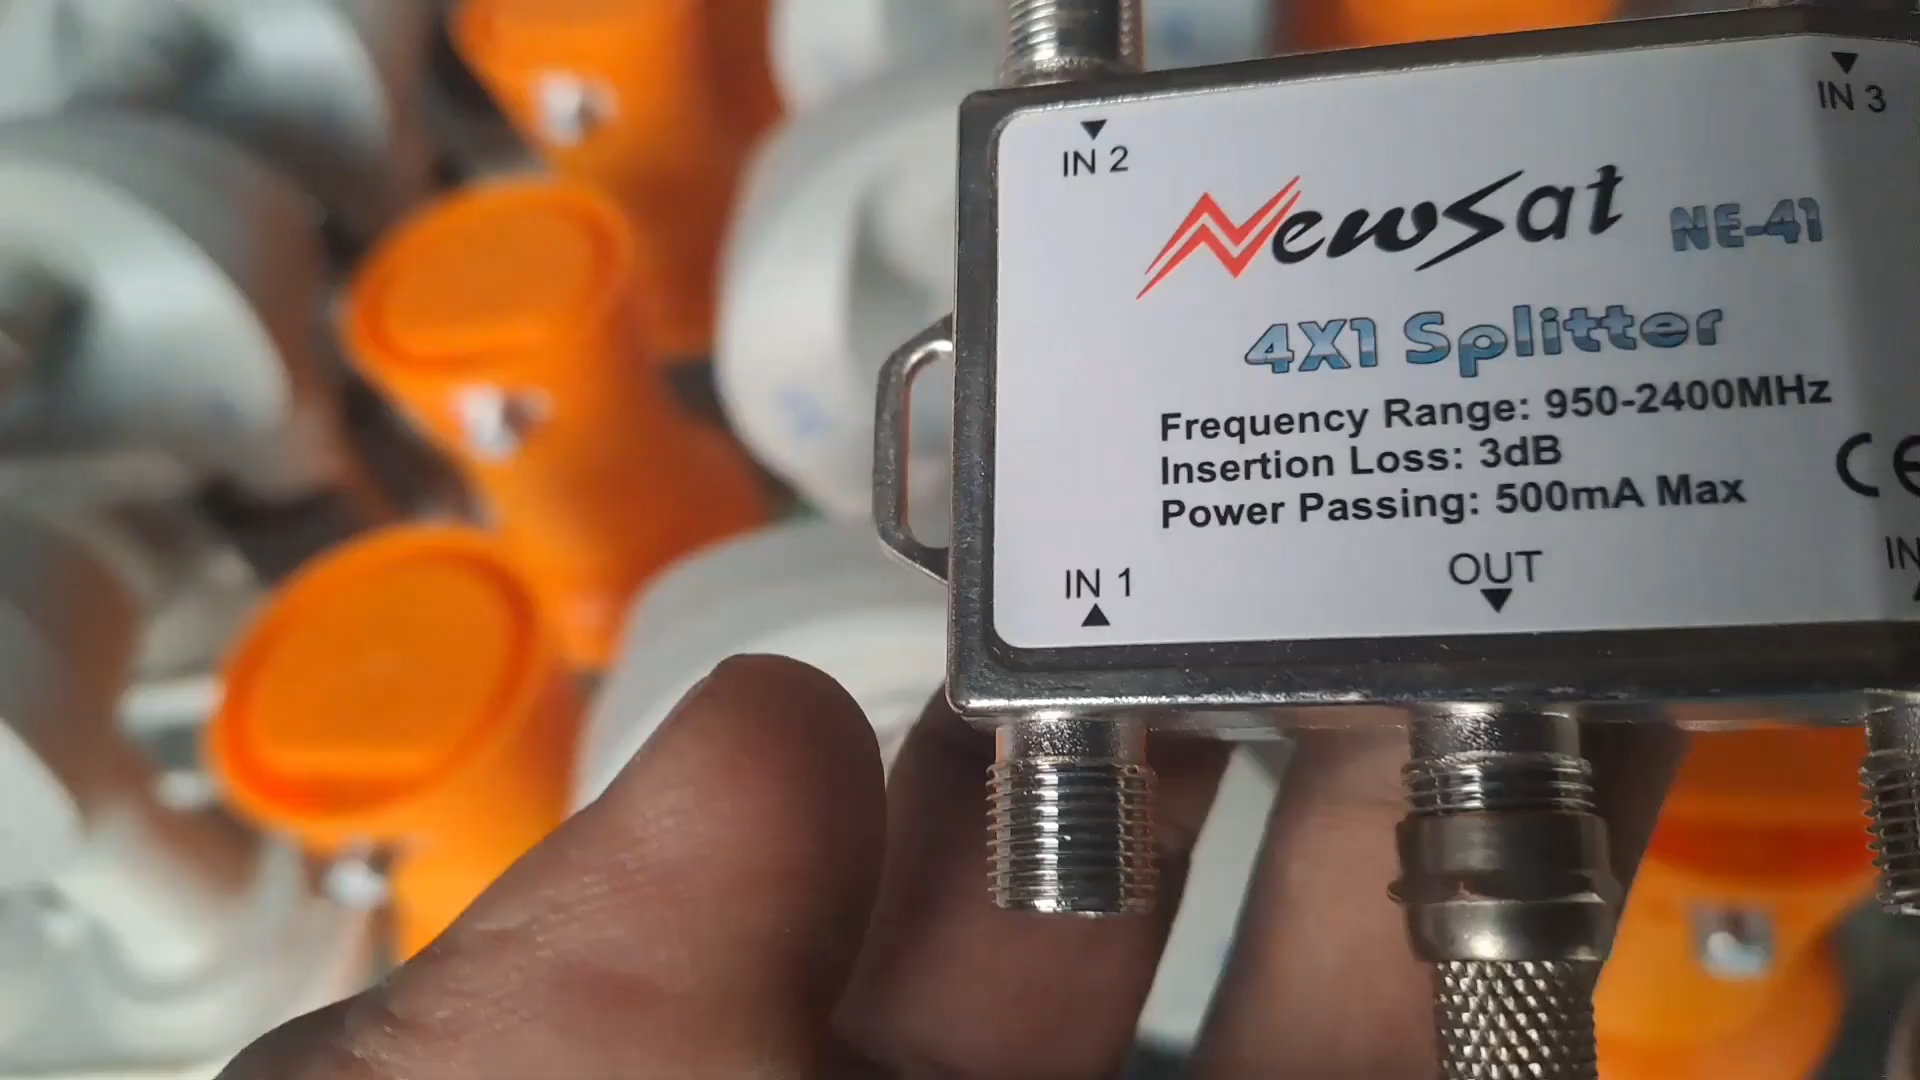 IN 3
IN 2
NewSat NE-41
4X1 Splitter
Frequency Range: 950-2400MHz
Insertion Loss: 3dB
Power Passing: 500mA Max
CE
IN
IN 1
OUT